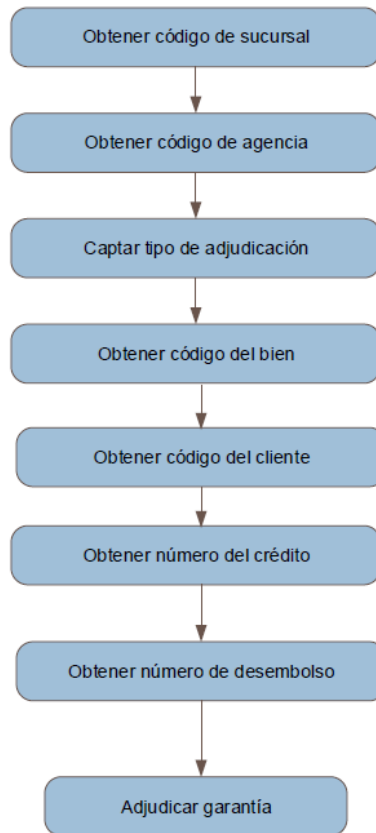 Obtener código de sucursal
Obtener código de agencia
Captar tipo de adjudicación
Obtener código del bien
Obtener código del cliente
Obtener número del crédito
Obtener número de desembolso
Adjudicar garantía